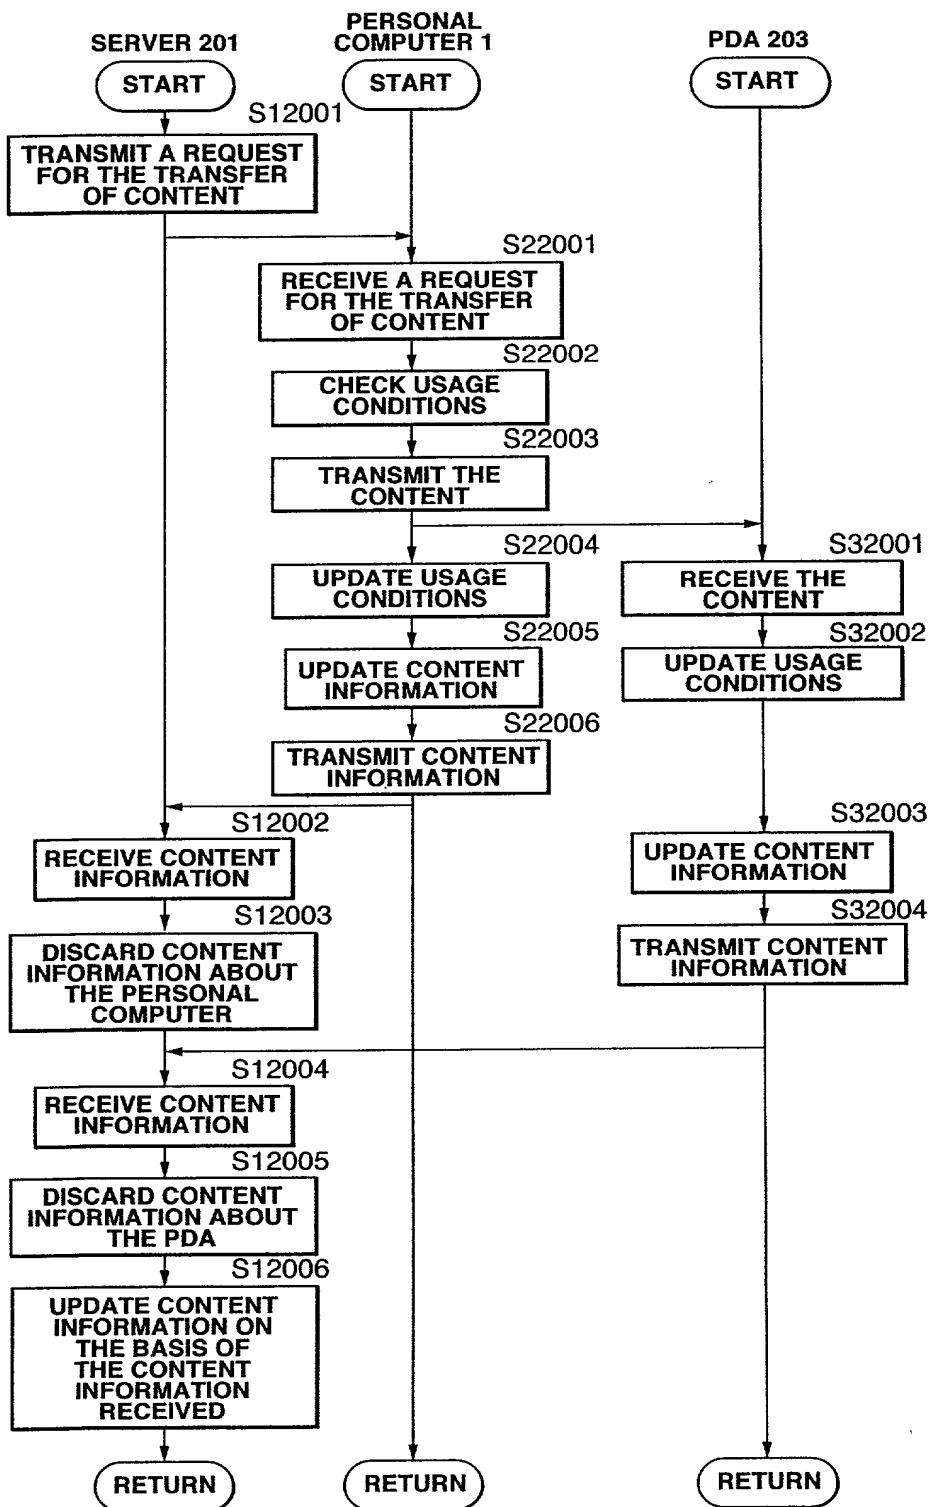 SERVER 201
PERSONAL
COMPUTER 1
PDA 203
START
START
START
S12001
TRANSMIT A REQUEST
FOR THE TRANSFER
OF CONTENT
S22001
RECEIVE A REQUEST
FOR THE TRANSFER
OF CONTENT
S22002
CHECK USAGE
CONDITIONS
S22003
TRANSMIT THE
CONTENT
S22004
UPDATE USAGE
CONDITIONS
S32001
RECEIVE THE
CONTENT
S22005
UPDATE CONTENT
INFORMATION
S32002
UPDATE USAGE
CONDITIONS
S22006
TRANSMIT CONTENT
INFORMATION
S12002
RECEIVE CONTENT
INFORMATION
S32003
UPDATE CONTENT
INFORMATION
S12003
DISCARD CONTENT
INFORMATION ABOUT
THE PERSONAL
COMPUTER
S32004
TRANSMIT CONTENT
INFORMATION
S12004
RECEIVE CONTENT
INFORMATION
S12005
DISCARD CONTENT
INFORMATION ABOUT
THE PDA
S12006
UPDATE CONTENT
INFORMATION ON
THE BASIS OF
THE CONTENT
INFORMATION
RECEIVED
RETURN
RETURN
RETURN